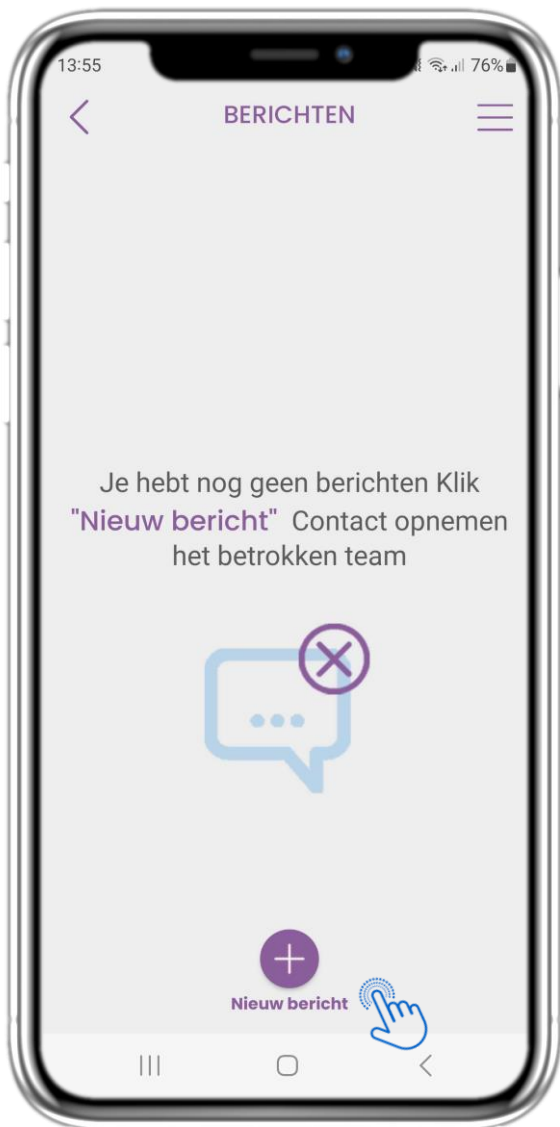 13:55 76%
BERICHTEN
Je hebt nog geen berichten Klik
"Nieuw bericht" Contact opnemen
het betrokken team
Nieuw bericht